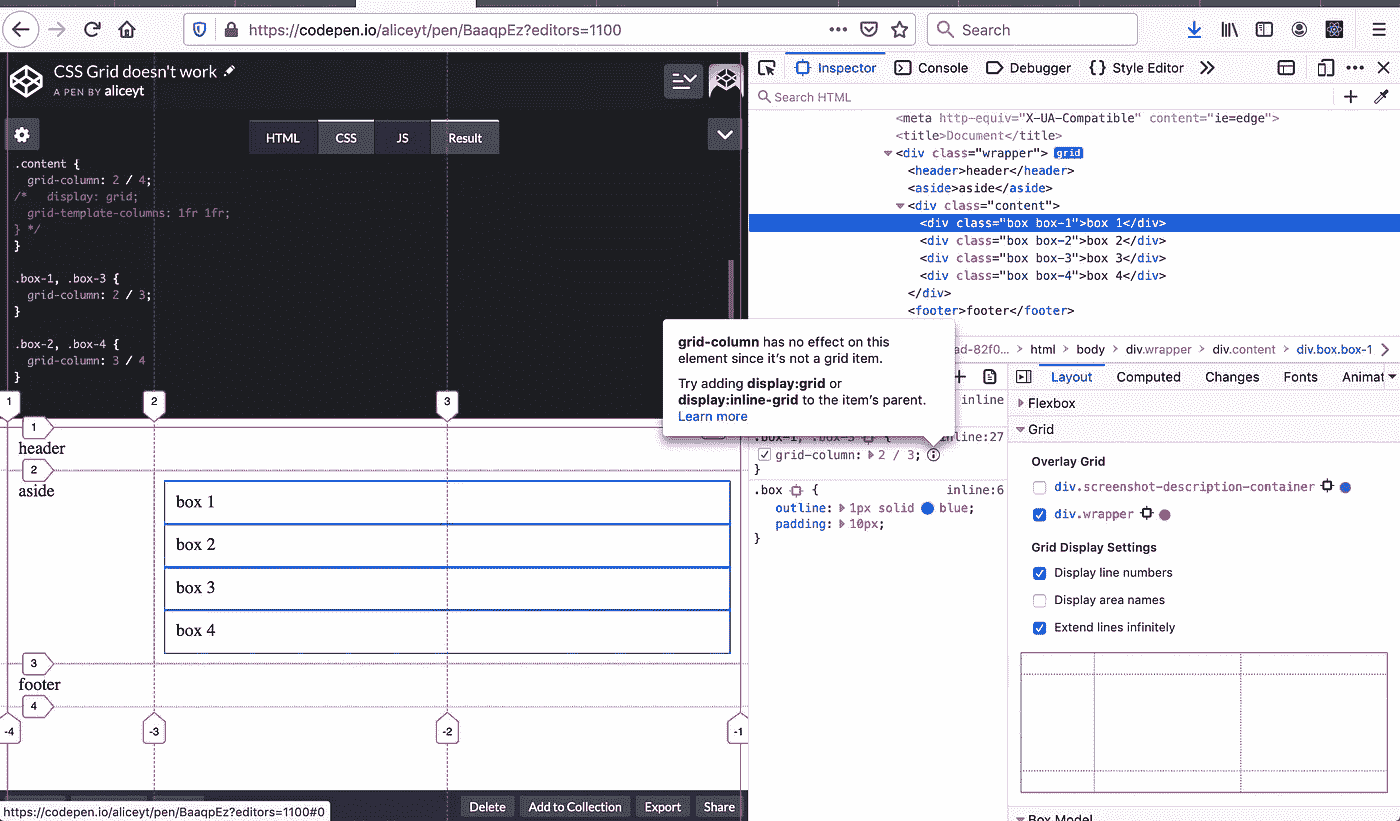 https://codepen.io/aliceyt/pen/BaaqpEz?editors=1100
Search
CSS Grid doesn't work
A PEN BY aliceyt
HTML
CSS
JS
Result
.content {
grid-column: 2 / 4;
/* display: grid;
grid-template-columns: 1fr 1fr;
} */
}
.box-1, .box-3 {
grid-column: 2 / 3;
}
.box-2, .box-4 {
grid-column: 3 / 4
}
1
2
3
1
header
2
aside
box 1
box 2
box 3
box 4
3
footer
4
-4
-3
-2
-1
https://codepen.io/aliceyt/pen/BaaqpEz?editors=1100#0
Delete
Add to Collection
Export
Share
Inspector
Console
Debugger
{} Style Editor
Search HTML
<meta http-equiv="X-UA-Compatible" content="ie=edge">
<title>Document</title>
<div class="wrapper"> grid
<header>header</header>
<aside>aside</aside>
<div class="content">
<div class="box box-1">box 1</div>
<div class="box box-2">box 2</div>
<div class="box box-3">box 3</div>
<div class="box box-4">box 4</div>
</div>
<footer>footer</footer>
grid-column has no effect on this
element since it's not a grid item.
Try adding display:grid or
display:inline-grid to the item's parent.
Learn more
ad-82f0... > html > body > div.wrapper > div.content > div.box.box-1
inline
.box-1, .box-3 { inline:27
grid-column: 2 / 3;
}
.box { inline:6
outline: 1px solid blue;
padding: 10px;
}
Layout
Computed
Changes
Fonts
Animat
Flexbox
Grid
Overlay Grid
div.screenshot-description-container
div.wrapper
Grid Display Settings
Display line numbers
Display area names
Extend lines infinitely
Box Model